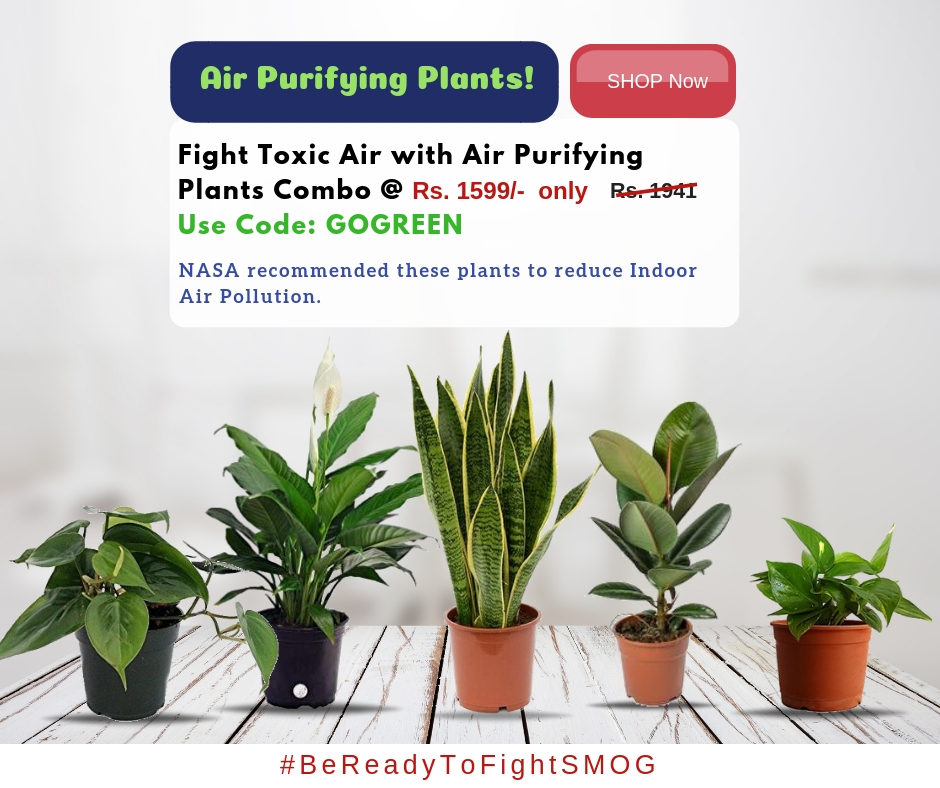 Air Purifying Plants!
SHOP Now
Fight Toxic Air with Air Purifying
Plants Combo @ Rs. 1599/- only Rs. 1941
Use Code: GOGREEN
NASA recommended these plants to reduce Indoor
Air Pollution.
#BeReadyToFightSMOG